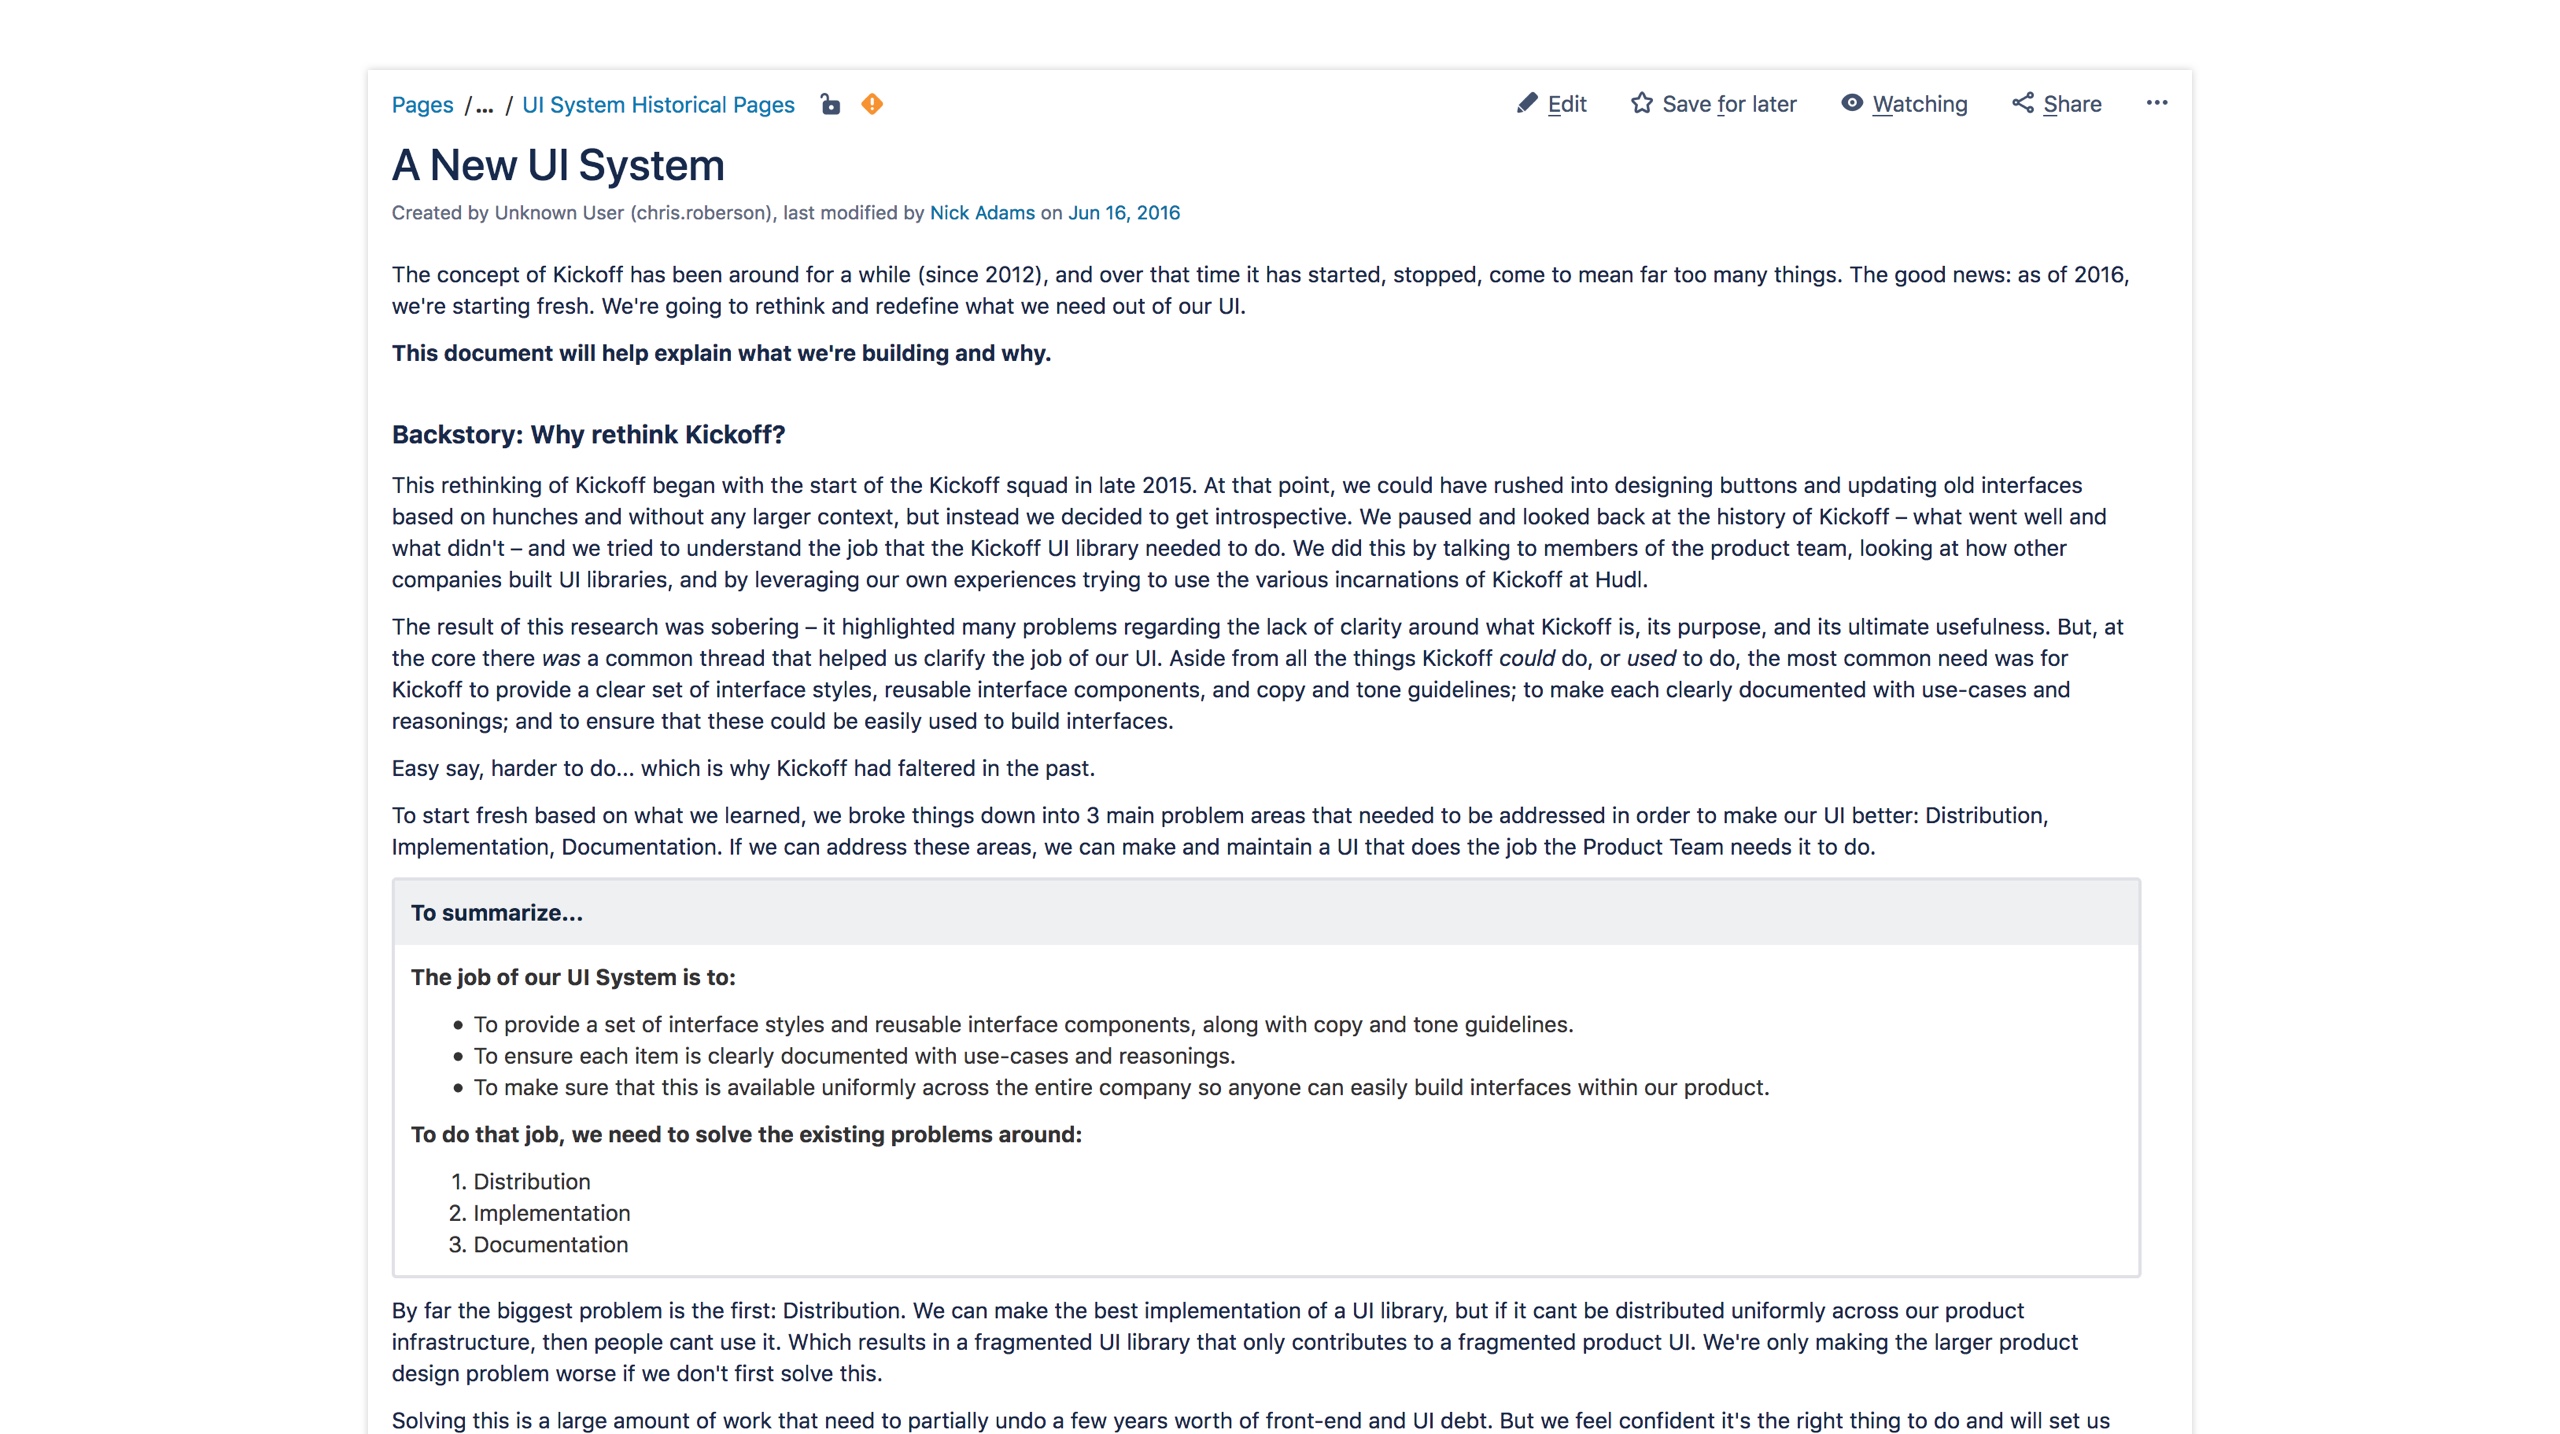 Pages /... / UI System Historical Pages
Edit Save for later Watching Share ...
A New UI System
Created by Unknown User (chris.roberson), last modified by Nick Adams on Jun 16, 2016
The concept of Kickoff has been around for a while (since 2012), and over that time it has started, stopped, come to mean far too many things. The good news: as of 2016,
we're starting fresh. We're going to rethink and redefine what we need out of our UI.
This document will help explain what we're building and why.
Backstory: Why rethink Kickoff?
This rethinking of Kickoff began with the start of the Kickoff squad in late 2015. At that point, we could have rushed into designing buttons and updating old interfaces
based on hunches and without any larger context, but instead we decided to get introspective. We paused and looked back at the history of Kickoff – what went well and
what didn't – and we tried to understand the job that the Kickoff UI library needed to do. We did this by talking to members of the product team, looking at how other
companies built UI libraries, and by leveraging our own experiences trying to use the various incarnations of Kickoff at Hudl.
The result of this research was sobering – it highlighted many problems regarding the lack of clarity around what Kickoff is, its purpose, and its ultimate usefulness. But, at
the core there was a common thread that helped us clarify the job of our UI. Aside from all the things Kickoff could do, or used to do, the most common need was for
Kickoff to provide a clear set of interface styles, reusable interface components, and copy and tone guidelines; to make each clearly documented with use-cases and
reasonings; and to ensure that these could be easily used to build interfaces.
Easy say, harder to do... which is why Kickoff had faltered in the past.
To start fresh based on what we learned, we broke things down into 3 main problem areas that needed to be addressed in order to make our UI better: Distribution,
Implementation, Documentation. If we can address these areas, we can make and maintain a UI that does the job the Product Team needs it to do.
To summarize...
The job of our UI System is to:
• To provide a set of interface styles and reusable interface components, along with copy and tone guidelines.
• To ensure each item is clearly documented with use-cases and reasonings.
• To make sure that this is available uniformly across the entire company so anyone can easily build interfaces within our product.
To do that job, we need to solve the existing problems around:
1. Distribution
2. Implementation
3. Documentation
By far the biggest problem is the first: Distribution. We can make the best implementation of a UI library, but if it cant be distributed uniformly across our product
infrastructure, then people cant use it. Which results in a fragmented UI library that only contributes to a fragmented product UI. We're only making the larger product
design problem worse if we don't first solve this.
Solving this is a large amount of work that need to partially undo a few years worth of front-end and UI debt. But we feel confident it's the right thing to do and will set us